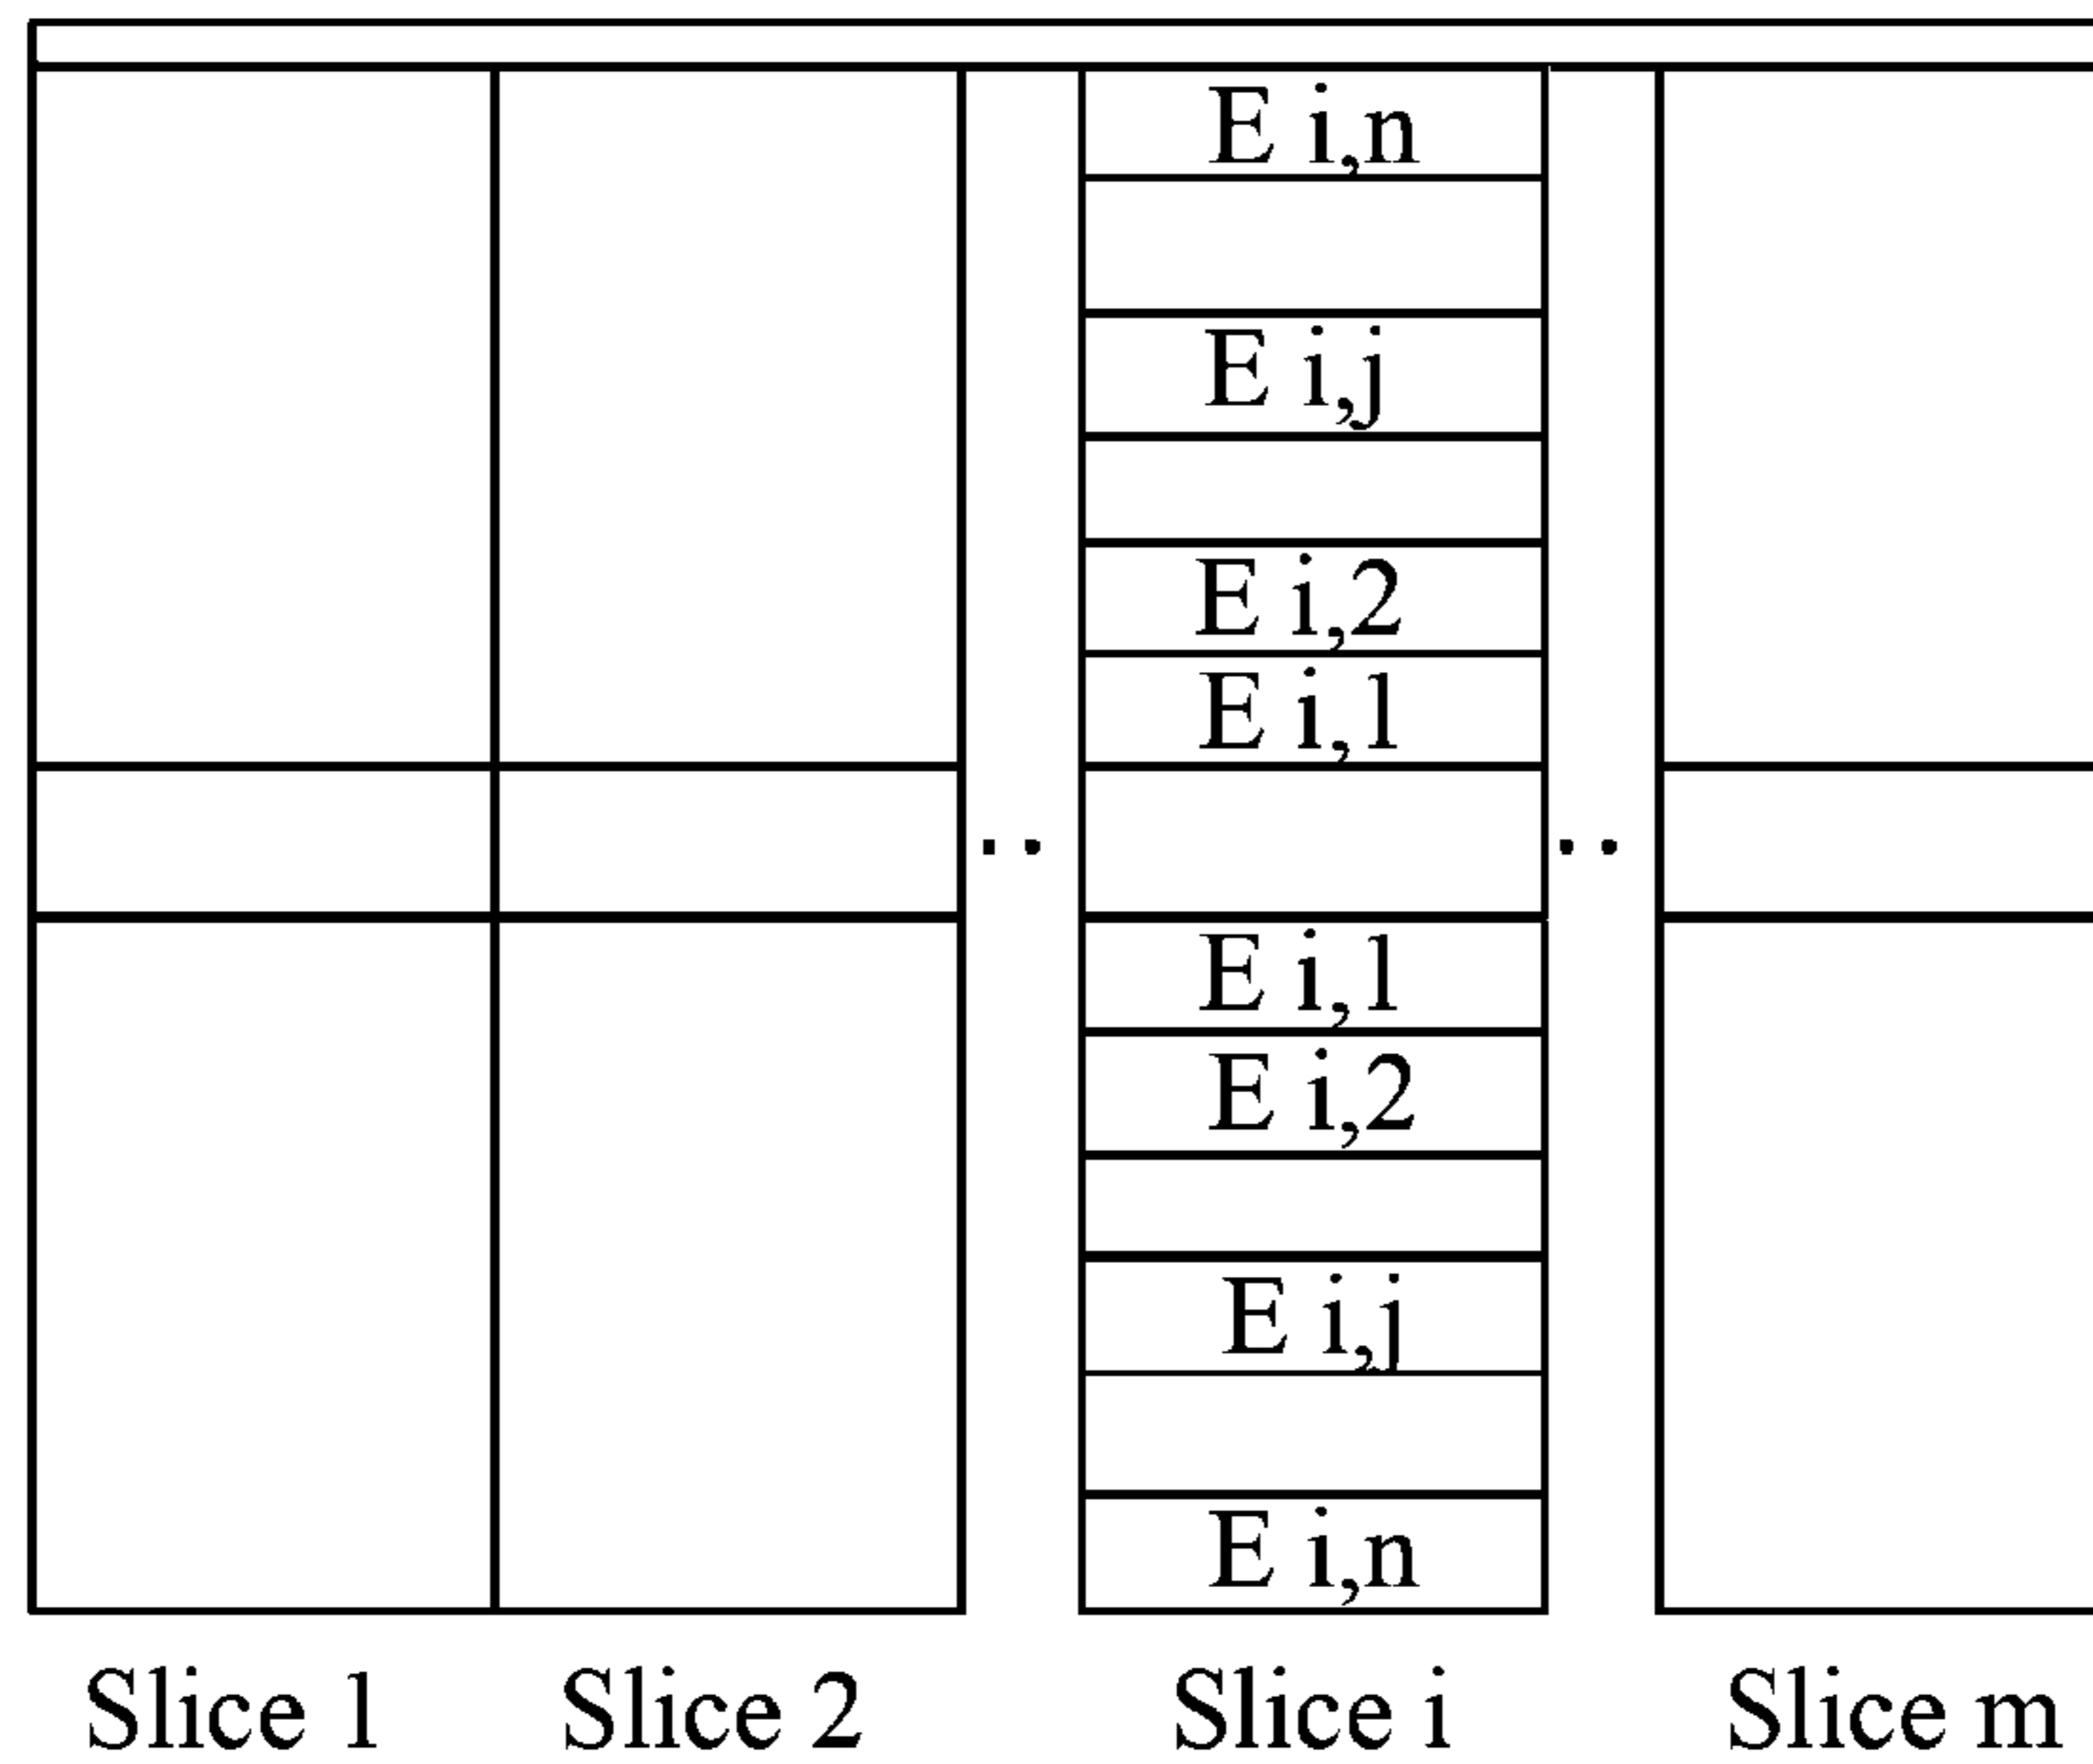 E i,n
E i,j
E i,2
E i,1
.. ..
E i,1
E i,2
E i,j
E i,n
Slice 1 Slice 2 Slice i Slice m